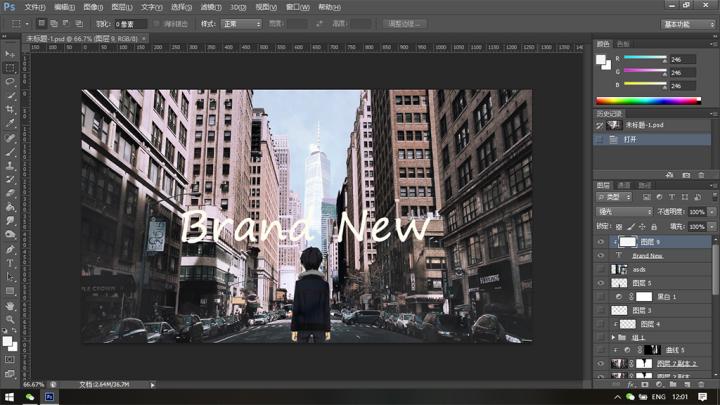 Ps 文件(F) 编辑(E) 图像(I) 图层(L) 文字(Y) 选择(S) 滤镜(T) 3D(D) 视图(V) 窗口(W) 帮助(H)
羽化: 0 像素 消除锯齿 样式: 正常 宽度: 高度: 调整边缘... 基本功能
未标题-1.psd @ 66.7% (图层 9, RGB/8) ×
颜色 色板
R 246
G 246
B 246
历史记录
未标题-1.psd
打开
图层 通道 路径
类型
强光 不透明度: 100%
锁定: 填充: 100%
图层 9
T Brand New
asds
图层 5
黑白 1
图层 3
图层 4
组 1
曲线 5
图层 7 副本 2
图层 7 副本
Brand New
66.67% 文档:2.64M/36.7M
Ps ENG 12:01